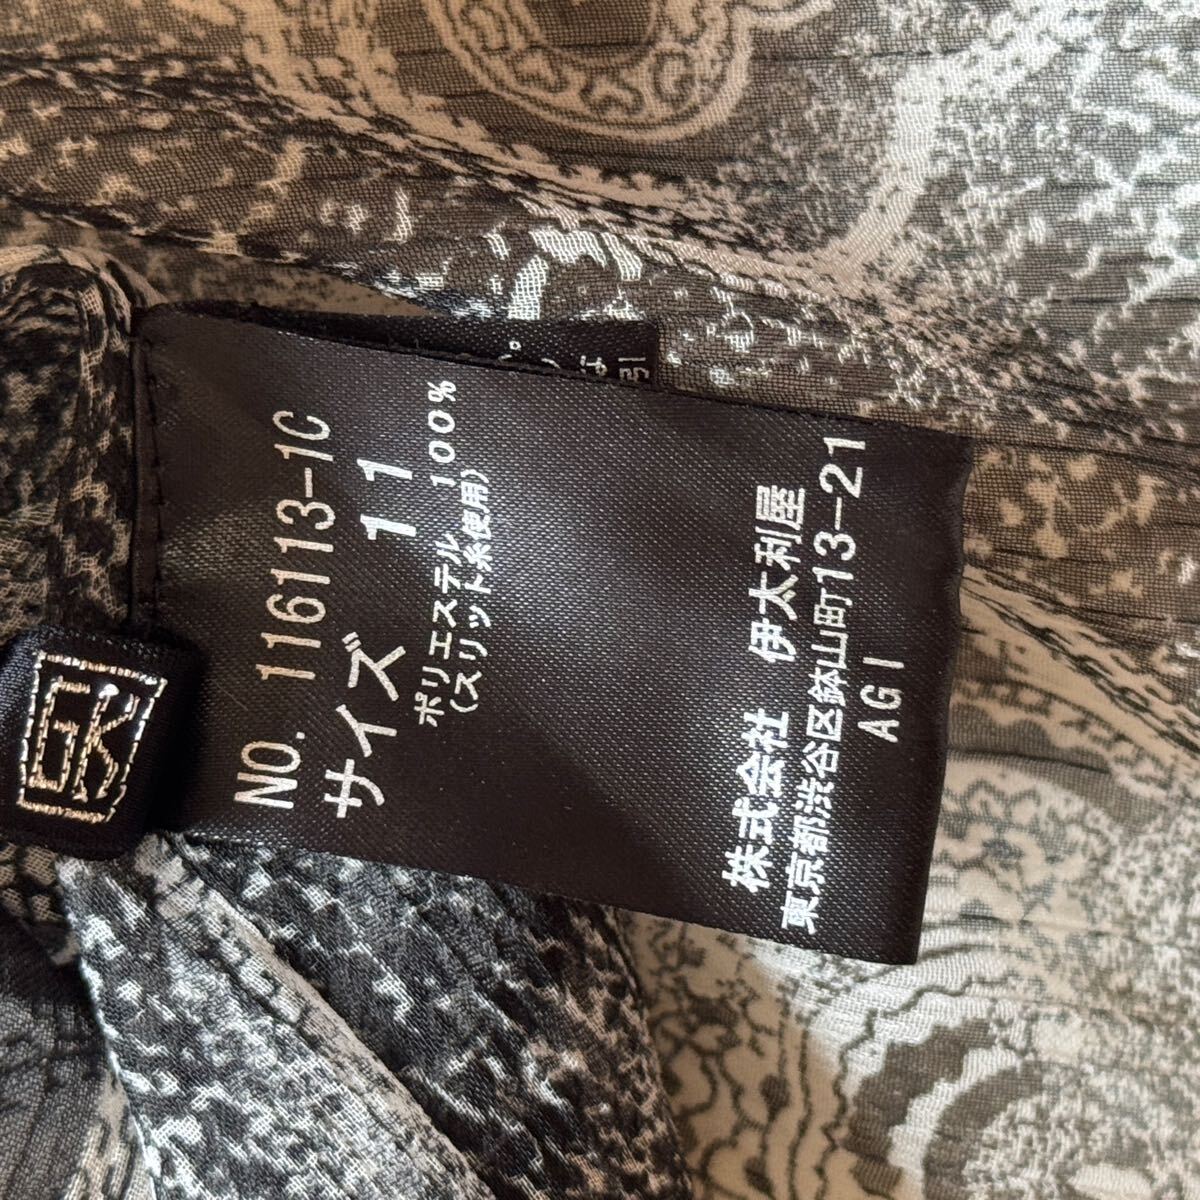 NO. 116113-1C
サイズ 11
ポリエステル 100%
(スリット糸使用)
株式会社 伊太利屋
東京都渋谷区鉢山町13-21
AGI
GK